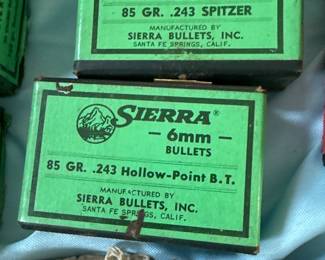 85 GR. .243 SPITZER
MANUFACTURED BY
SIERRA BULLETS, INC.
SANTA FE SPRINGS, CALIF.
SIERRA®
6mm
BULLETS
85 GR. .243 Hollow-Point B.T.
MANUFACTURED BY
SIERRA BULLETS, INC.
SANTA FE SPRINGS, CALIF.